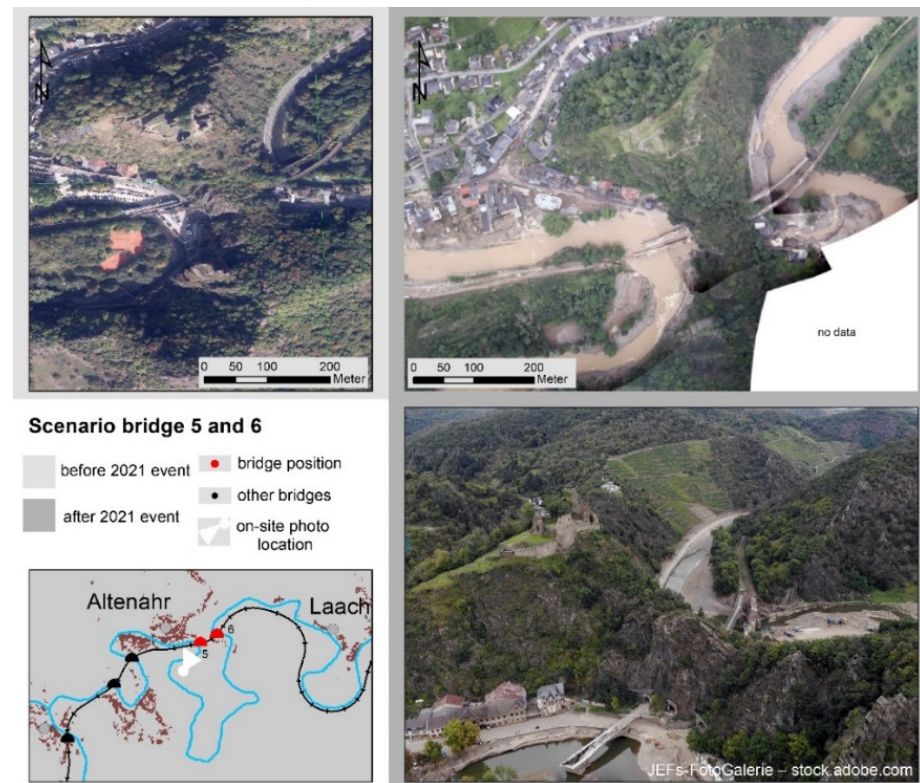 N
0 50 100 200
Meter
N
no data
0 50 100 200
Meter
Scenario bridge 5 and 6
before 2021 event
after 2021 event
bridge position
other bridges
on-site photo
location
Altenahr
Laach
6
5
JEFs-FotoGalerie – stock.adobe.com